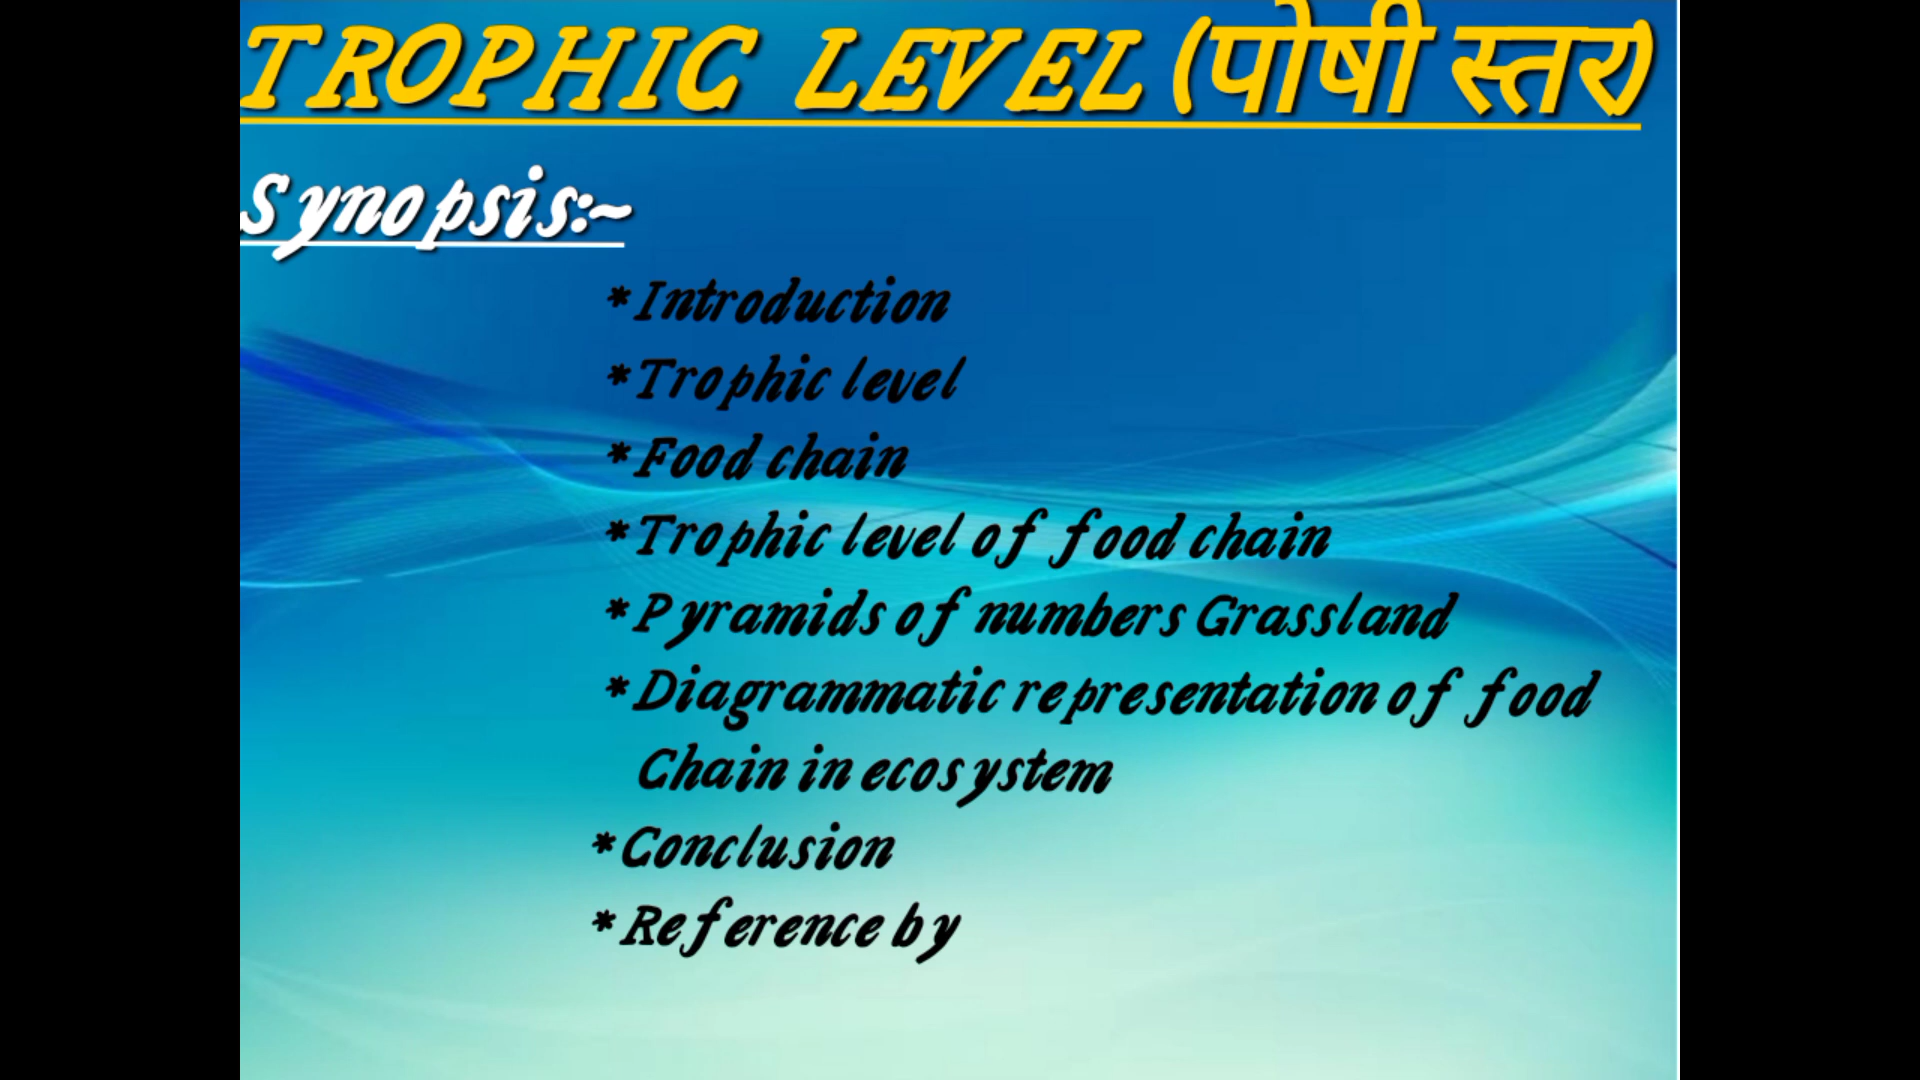 TROPHIC LEVEL (पोषी स्तर)
Synopsis:~
*Introduction
*Trophic level
*Food chain
*Trophic level of food chain
*Pyramids of numbers Grassland
*Diagrammatic representation of food
Chain in ecosystem
*Conclusion
*Reference by